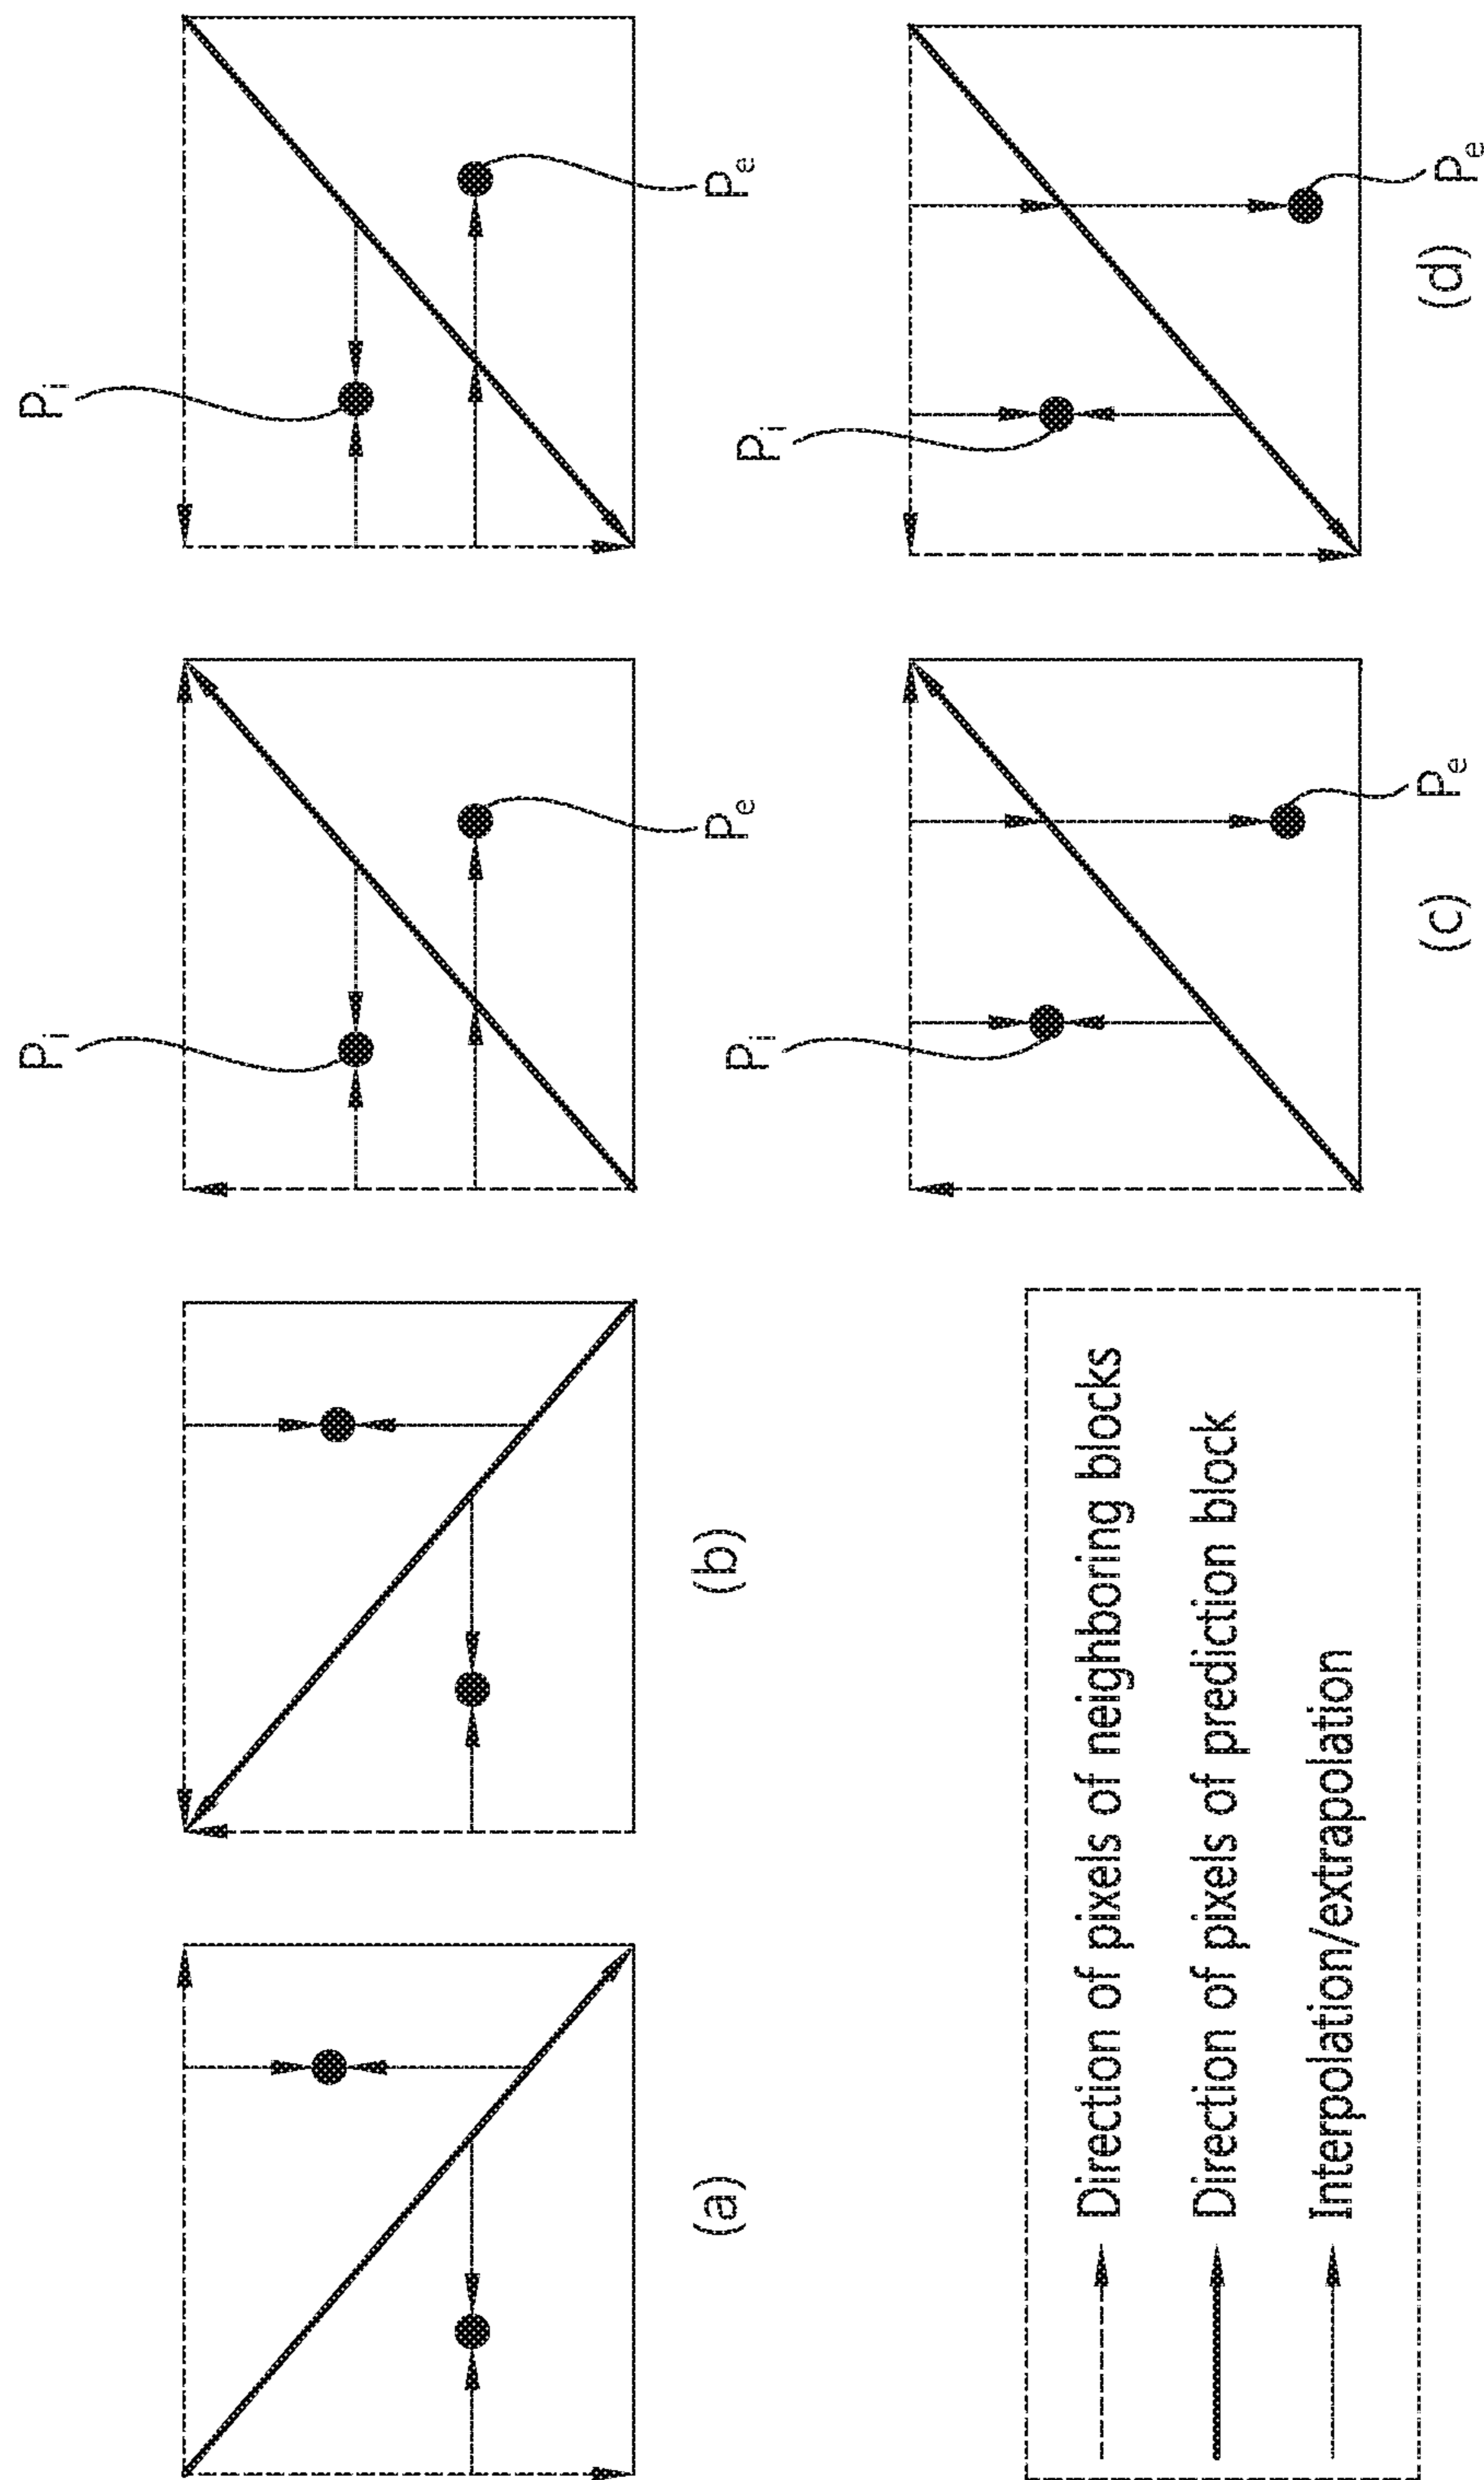 Pi
Pi
Pe
Pe
(a)
(b)
Pi
Pi
Pe
Pe
(c)
(d)
Direction of pixels of neighboring blocks
Direction of pixels of prediction block
Interpolation/extrapolation